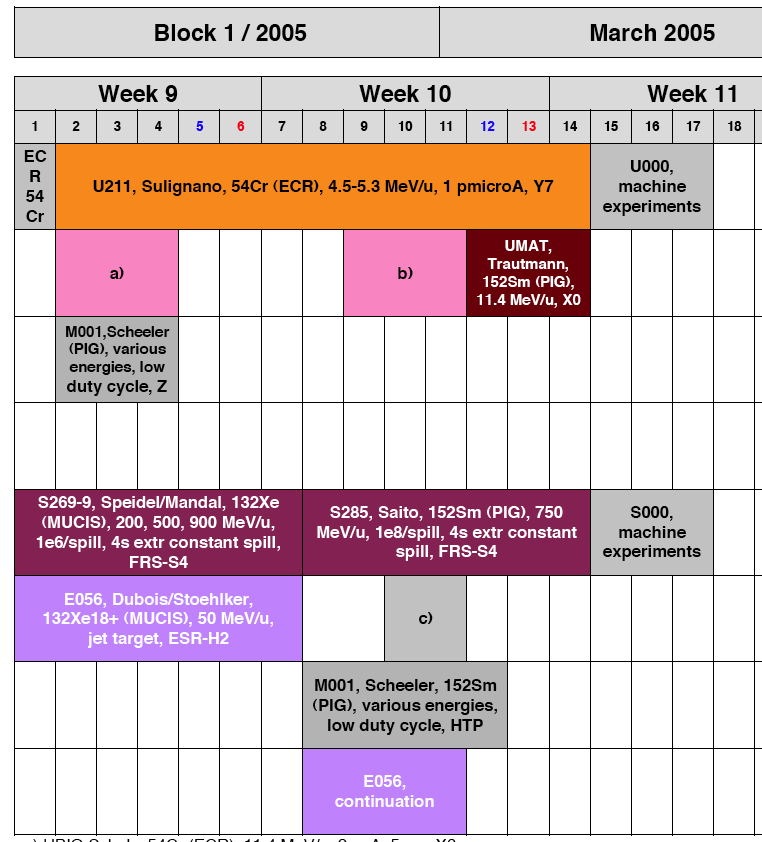 Block 1 / 2005
March 2005
Week 9
Week 10
Week 11
1 2 3 4 5 6 7 8 9 10 11 12 13 14 15 16 17 18
EC
R
54
Cr
U211, Sulignano, 54Cr (ECR), 4.5-5.3 MeV/u, 1 pmicroA, Y7
U000,
machine
experiments
a)
b)
UMAT,
Trautmann,
152Sm (PIG),
11.4 MeV/u, X0
M001,Scheeler
(PIG), various
energies, low
duty cycle, Z
S269-9, Speidel/Mandal, 132Xe
(MUCIS), 200, 500, 900 MeV/u,
1e6/spill, 4s extr constant spill,
FRS-S4
S285, Saito, 152Sm (PIG), 750
MeV/u, 1e8/spill, 4s extr constant
spill, FRS-S4
S000,
machine
experiments
E056, Dubois/Stoehlker,
132Xe18+ (MUCIS), 50 MeV/u,
jet target, ESR-H2
c)
M001, Scheeler, 152Sm
(PIG), various energies,
low duty cycle, HTP
E056,
continuation